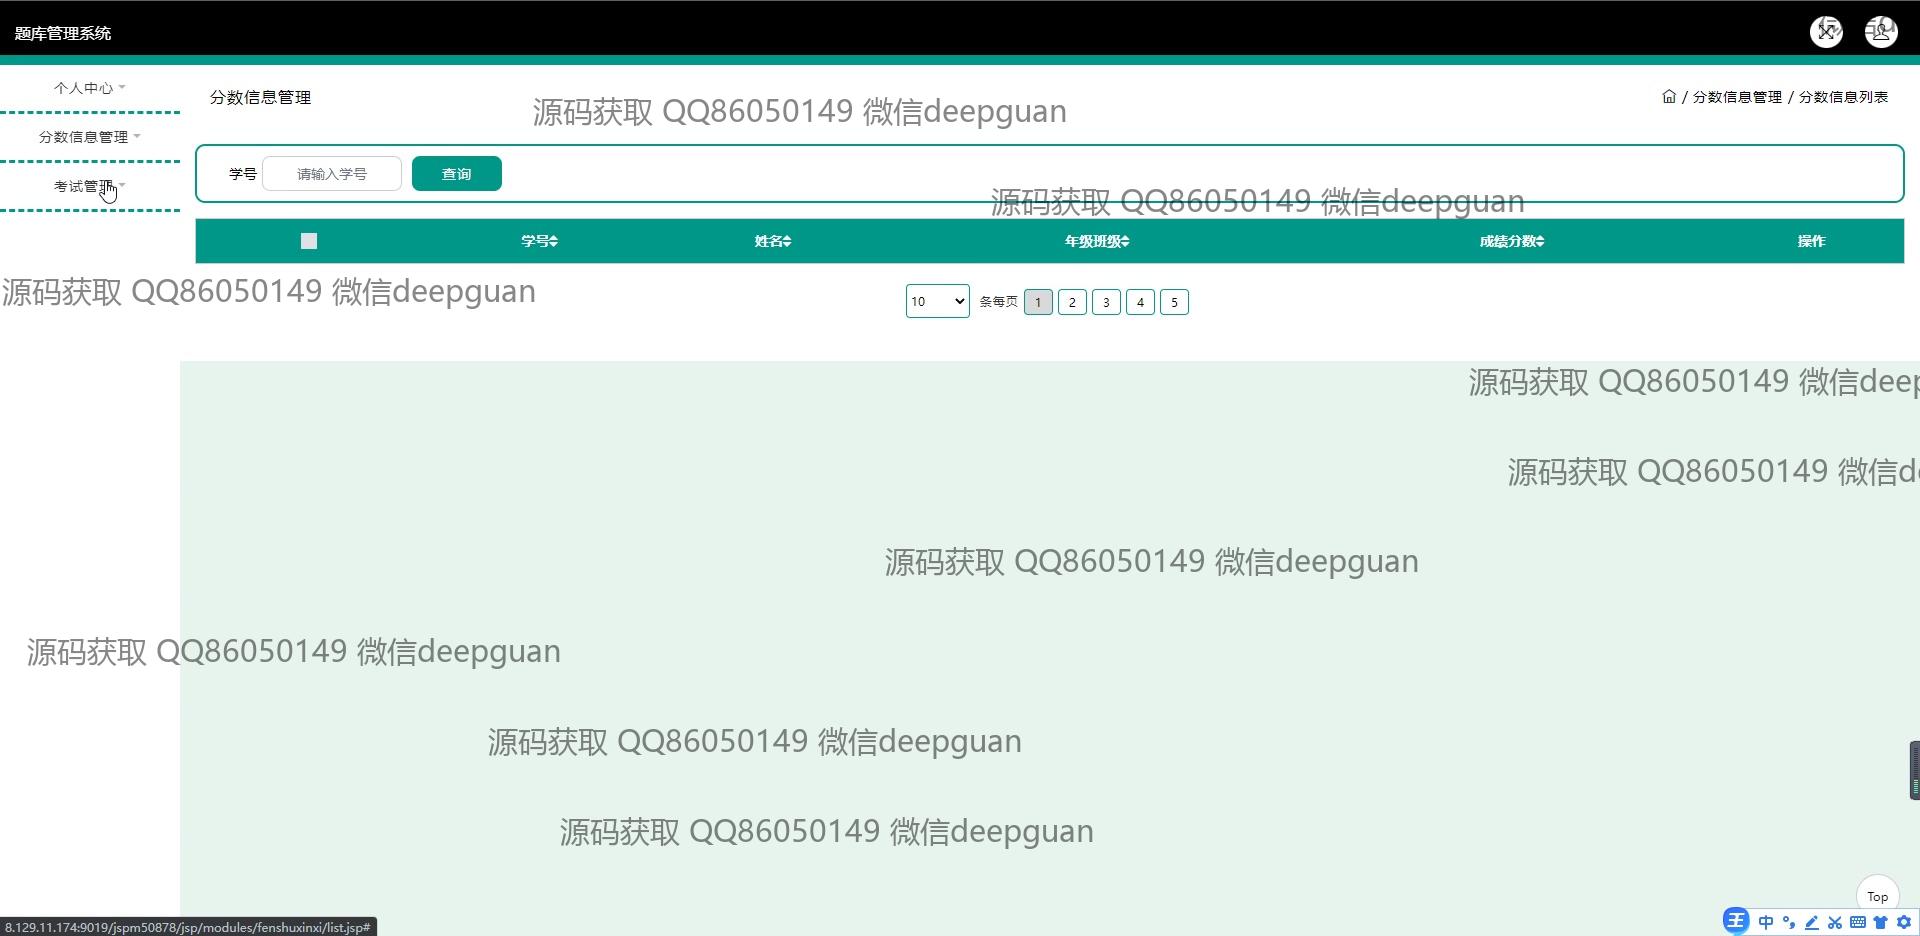 题库管理系统
个人中心
分数信息管理
考试管理
分数信息管理
/ 分数信息管理 / 分数信息列表
源码获取 QQ86050149 微信deepguan
学号 请输入学号 查询
源码获取 QQ86050149 微信deepguan
学号 姓名 年级班级 成绩分数 操作
源码获取 QQ86050149 微信deepguan
10 条每页 1 2 3 4 5
源码获取 QQ86050149 微信deep
源码获取 QQ86050149 微信d
源码获取 QQ86050149 微信deepguan
源码获取 QQ86050149 微信deepguan
源码获取 QQ86050149 微信deepguan
源码获取 QQ86050149 微信deepguan
Top
8.129.11.174:9019/jspm50878/jsp/modules/fenshuxinxi/list.jsp#
王 中